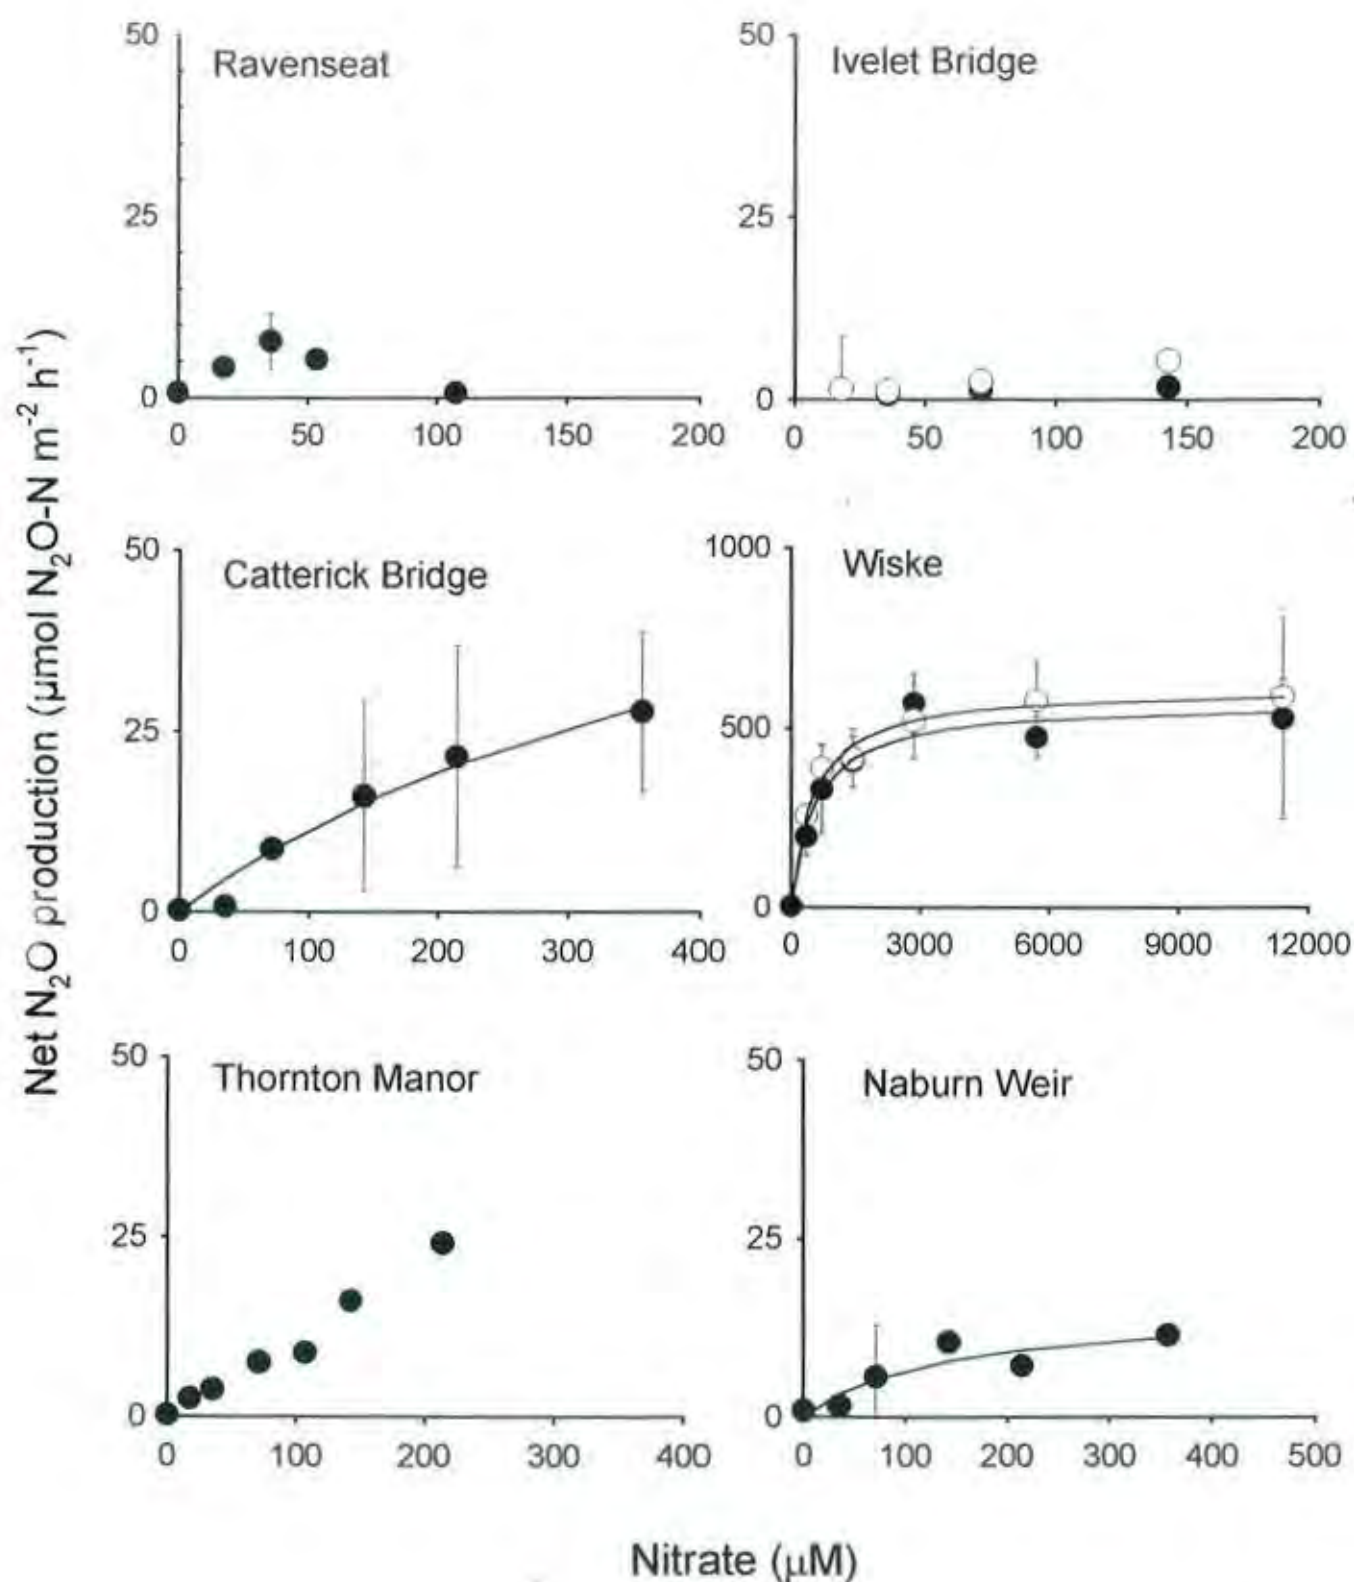 Net N₂O production (µmol N₂O-N m⁻² h⁻¹)
Ravenseat
50
25
0
0 50 100 150 200
Ivelet Bridge
50
25
0
0 50 100 150 200
Catterick Bridge
50
25
0
0 100 200 300 400
Wiske
1000
500
0
0 3000 6000 9000 12000
Thornton Manor
50
25
0
0 100 200 300 400
Naburn Weir
50
25
0
0 100 200 300 400 500
Nitrate (µM)